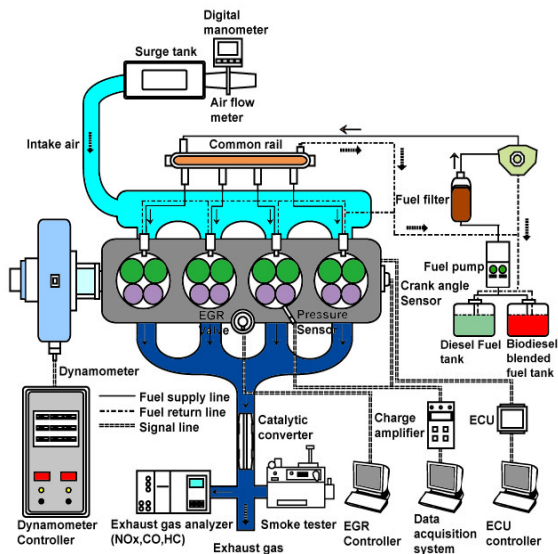 Digital
manometer
Surge tank
Air flow
meter
Intake air
Common rail
Fuel filter
Fuel pump
Crank angle
Sensor
EGR
Valve
Pressure
Sensor
Diesel Fuel
tank
Biodiesel
blended
fuel tank
Dynamometer
Fuel supply line
Fuel return line
Signal line
Catalytic
converter
Charge
amplifier
ECU
Dynamometer
Controller
Exhaust gas analyzer
(NOx,CO,HC)
Smoke tester
Exhaust gas
EGR
Controller
Data
acquisition
system
ECU
controller